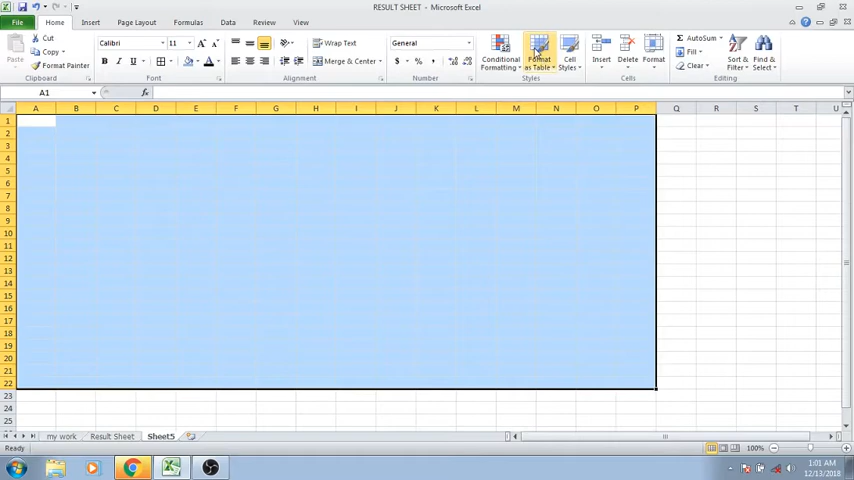 RESULT SHEET - Microsoft Excel
File Home Insert Page Layout Formulas Data Review View
Paste
Cut
Copy
Format Painter
Clipboard
Calibri 11
B I U
Font
Wrap Text
Merge & Center
Alignment
General
$ % ,
Number
Conditional Formatting
Format as Table
Cell Styles
Styles
Insert
Delete
Format
Cells
AutoSum
Fill
Clear
Sort & Filter
Find & Select
Editing
A1 fx
A B C D E F G H I J K L M N O P Q R S T U
1
2
3
4
5
6
7
8
9
10
11
12
13
14
15
16
17
18
19
20
21
22
23
24
25
my work Result Sheet Sheet5
Ready 100%
1:01 AM
12/13/2018